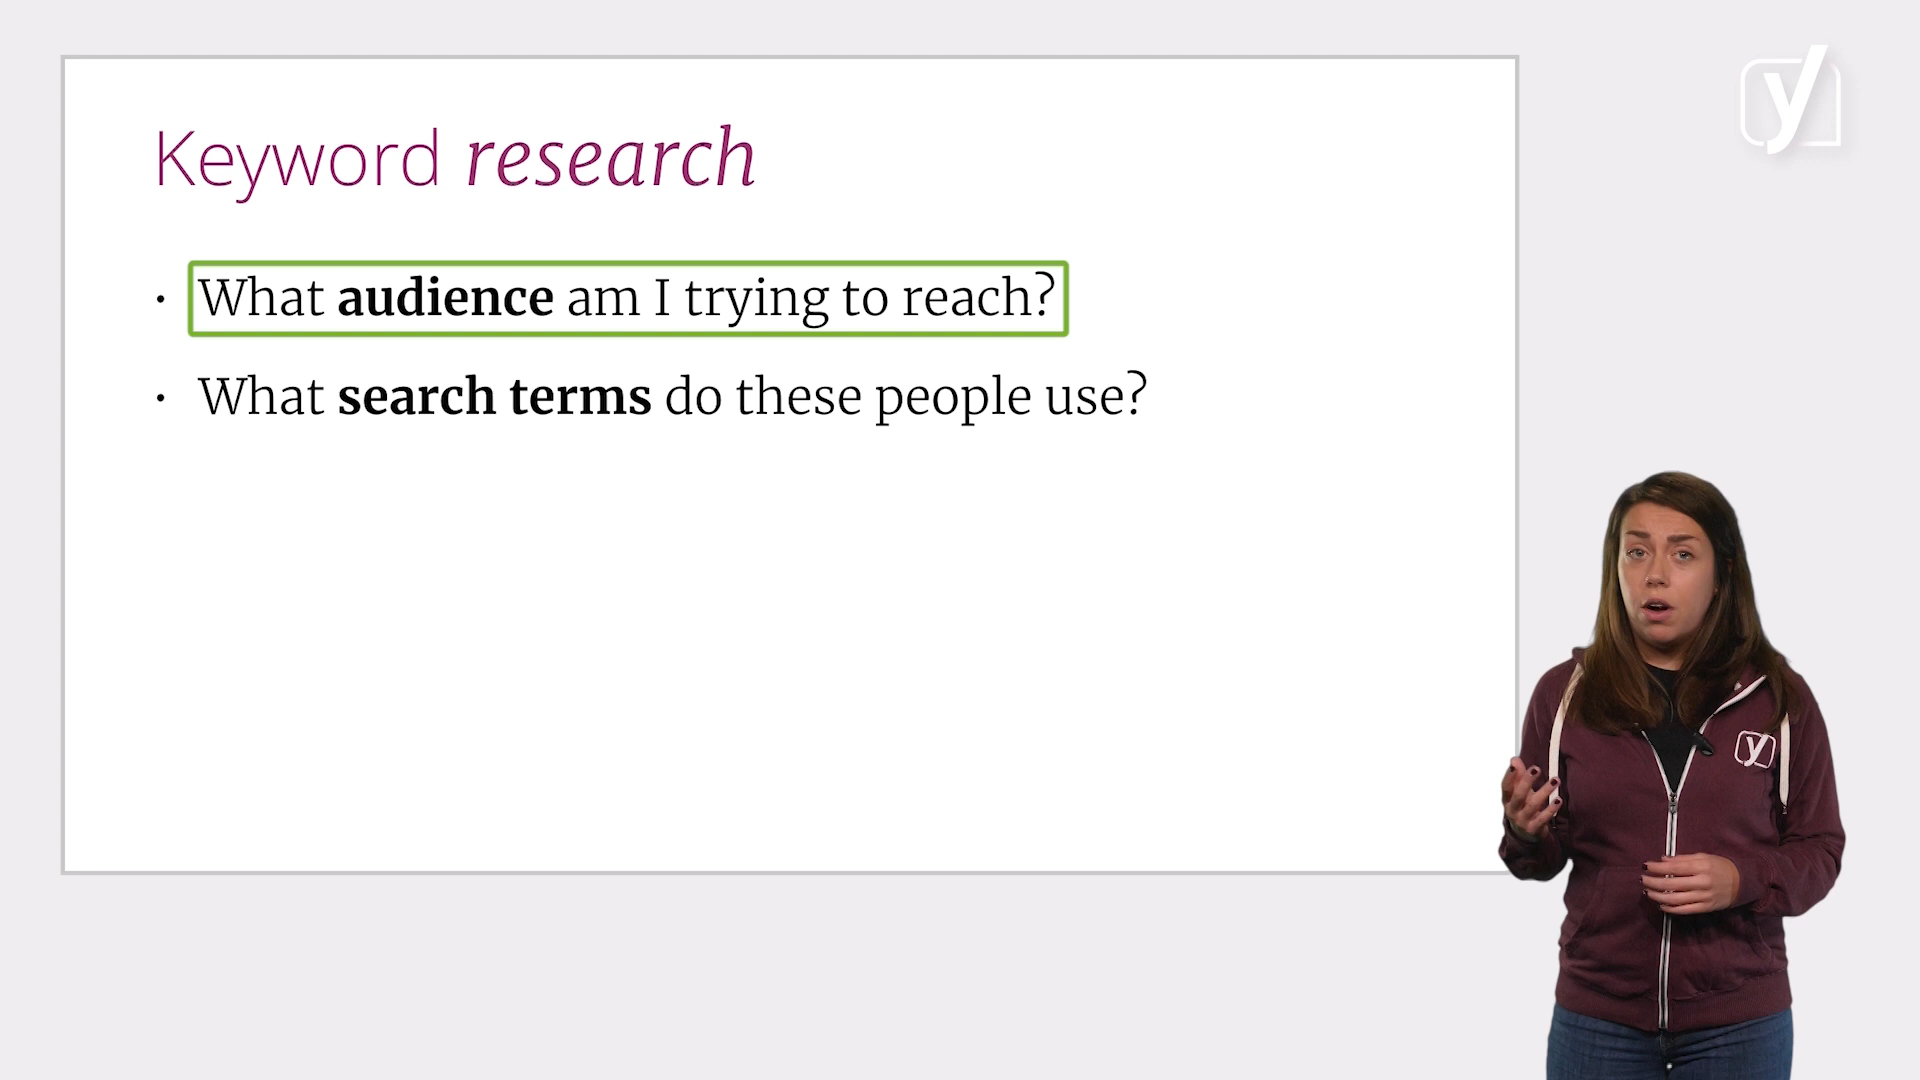 Keyword research
• What audience am I trying to reach?
• What search terms do these people use?
y
y